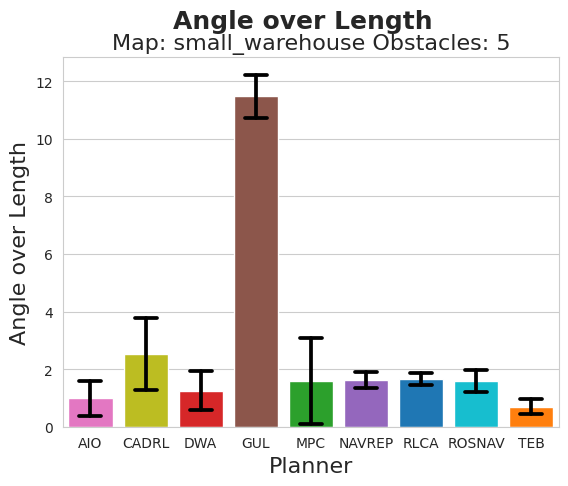 Angle over Length
Map: small_warehouse Obstacles: 5
12
10
8
6
4
2
0
Angle over Length
AIO CADRL DWA GUL MPC NAVREP RLCA ROSNAV TEB
Planner